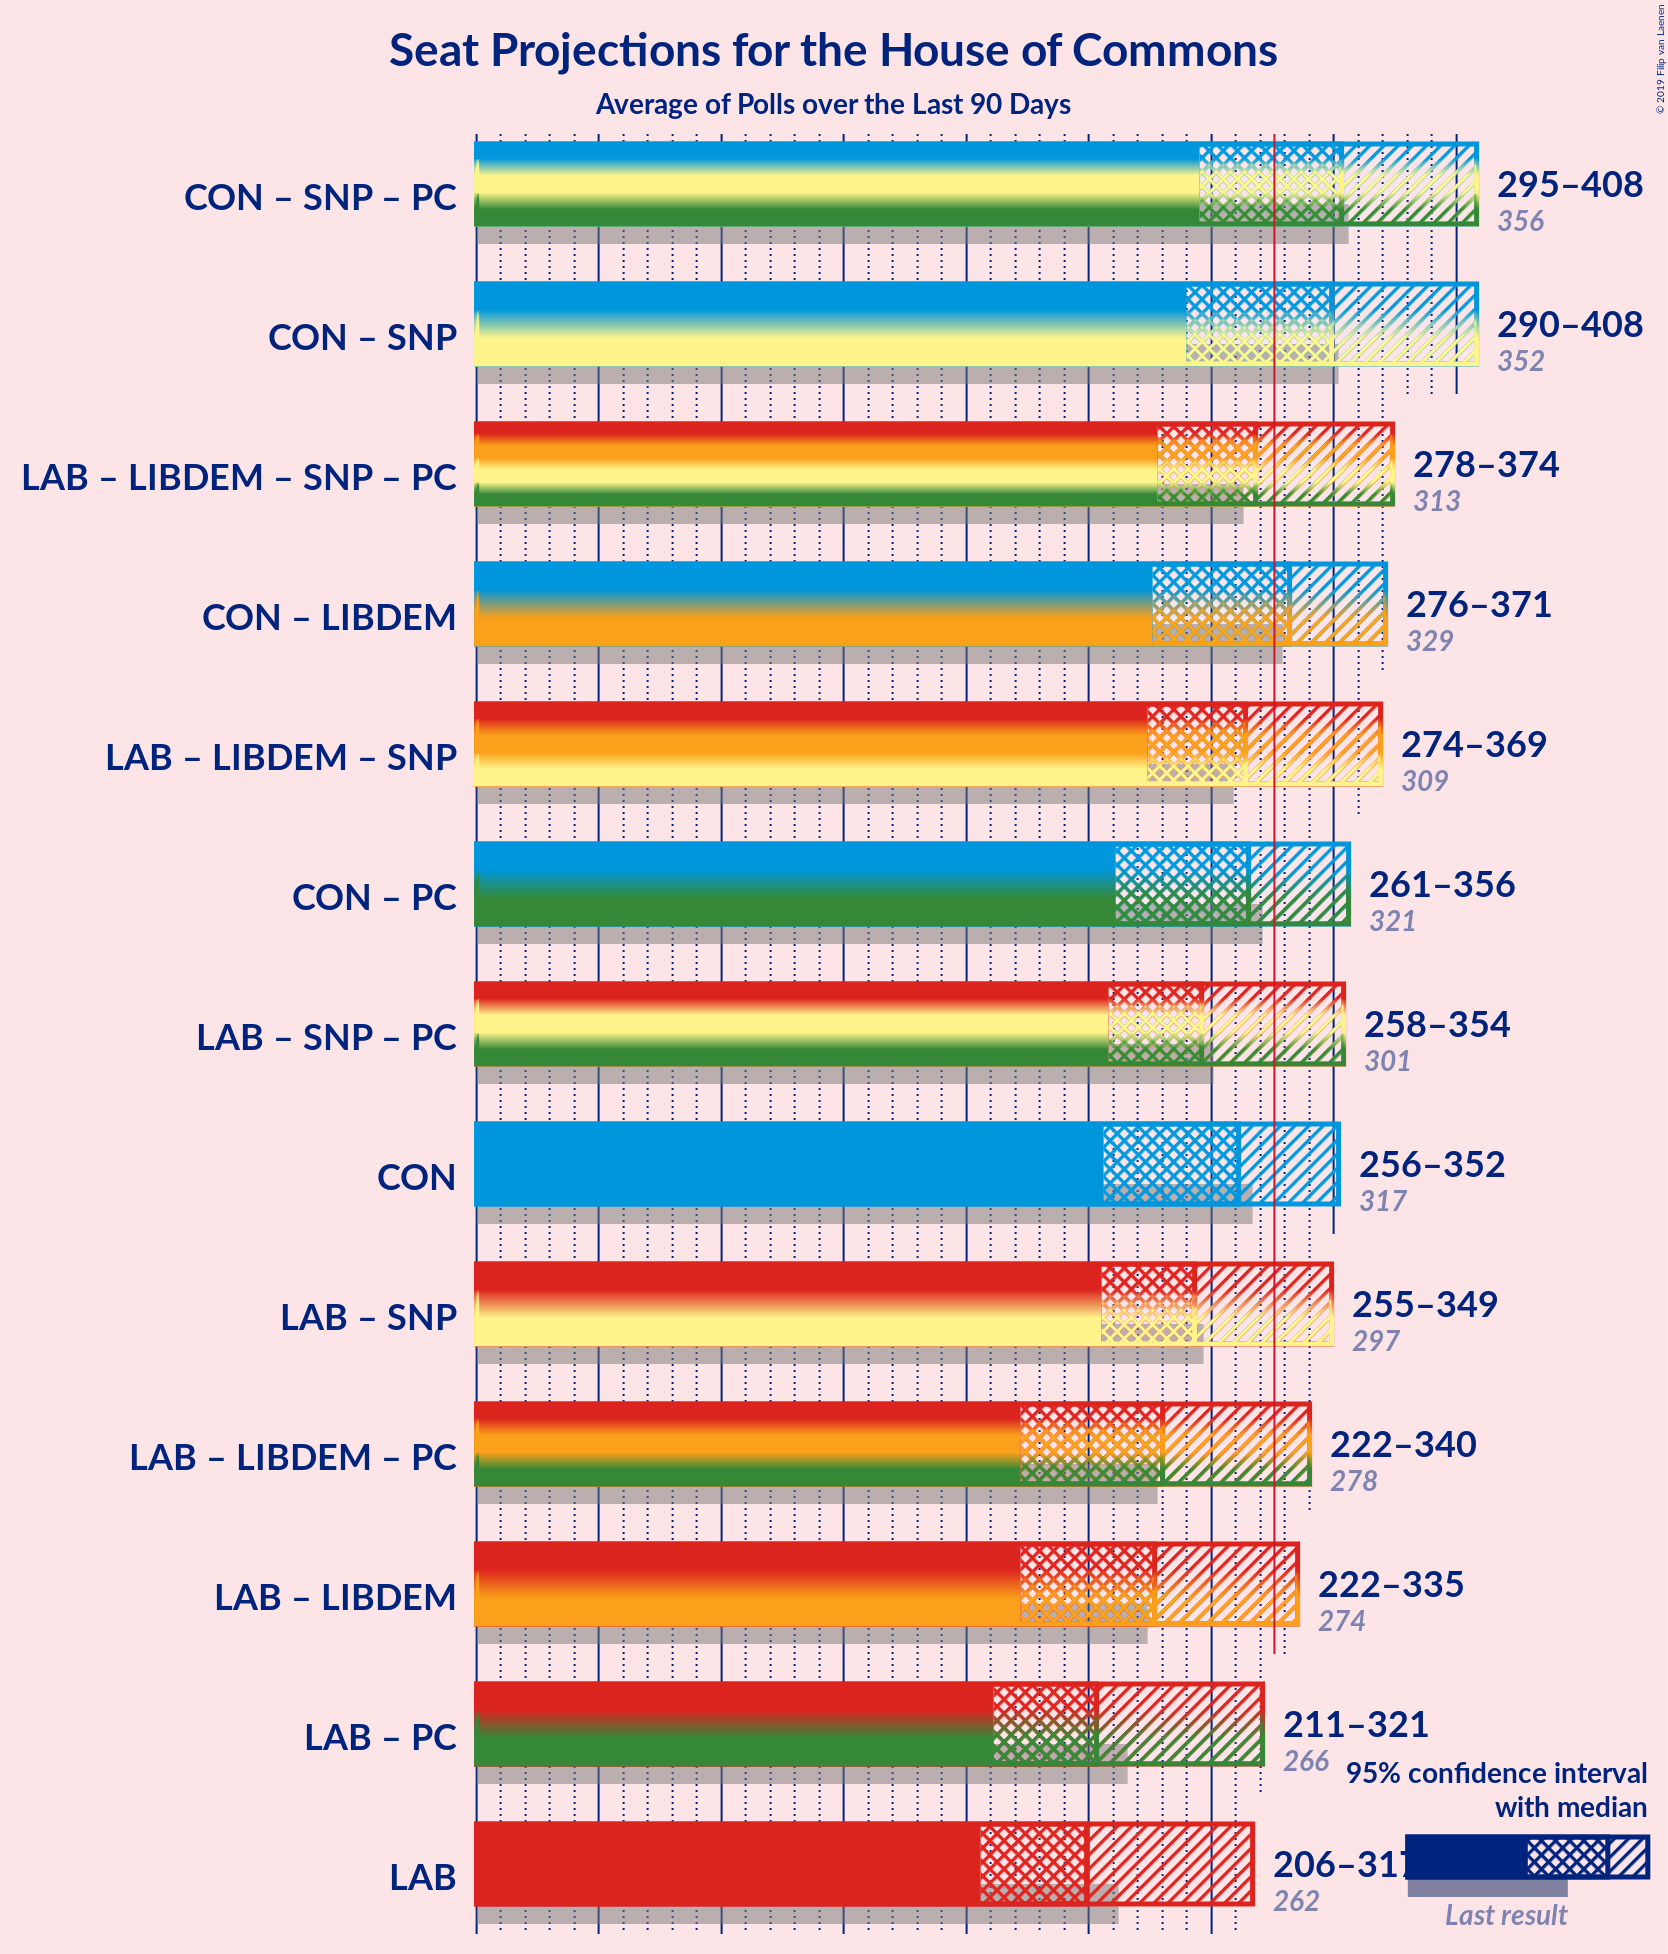 Seat Projections for the House of Commons
Average of Polls over the Last 90 Days
© 2019 Filip van Laenen
CON – SNP – PC
295–408
356
CON – SNP
290–408
352
LAB – LIBDEM – SNP – PC
278–374
313
CON – LIBDEM
276–371
329
LAB – LIBDEM – SNP
274–369
309
CON – PC
261–356
321
LAB – SNP – PC
258–354
301
CON
256–352
317
LAB – SNP
255–349
297
LAB – LIBDEM – PC
222–340
278
LAB – LIBDEM
222–335
274
LAB – PC
211–321
266
95% confidence interval
with median
LAB
206–317
262
Last result